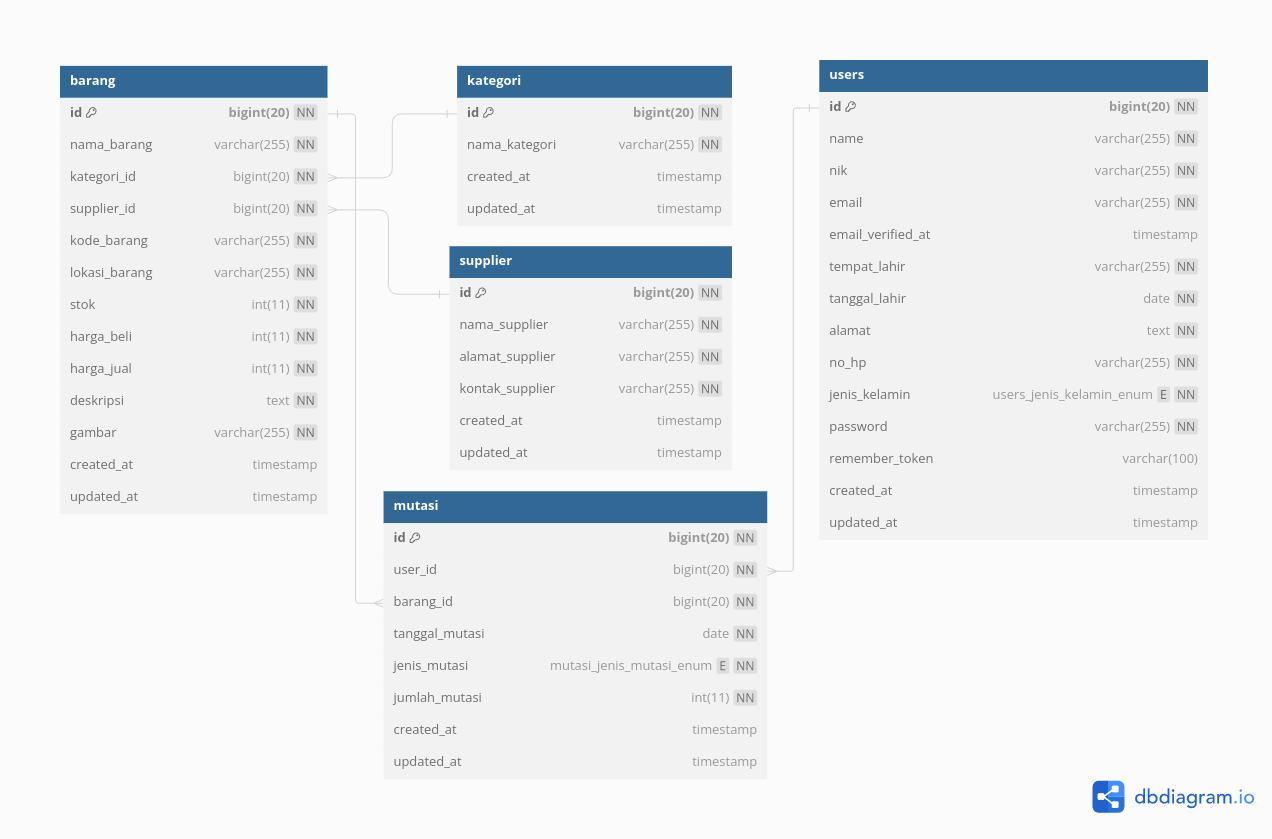 barang
id bigint(20) NN
nama_barang varchar(255) NN
kategori_id bigint(20) NN
supplier_id bigint(20) NN
kode_barang varchar(255) NN
lokasi_barang varchar(255) NN
stok int(11) NN
harga_beli int(11) NN
harga_jual int(11) NN
deskripsi text NN
gambar varchar(255) NN
created_at timestamp
updated_at timestamp
kategori
id bigint(20) NN
nama_kategori varchar(255) NN
created_at timestamp
updated_at timestamp
supplier
id bigint(20) NN
nama_supplier varchar(255) NN
alamat_supplier varchar(255) NN
kontak_supplier varchar(255) NN
created_at timestamp
updated_at timestamp
mutasi
id bigint(20) NN
user_id bigint(20) NN
barang_id bigint(20) NN
tanggal_mutasi date NN
jenis_mutasi mutasi_jenis_mutasi_enum E NN
jumlah_mutasi int(11) NN
created_at timestamp
updated_at timestamp
users
id bigint(20) NN
name varchar(255) NN
nik varchar(255) NN
email varchar(255) NN
email_verified_at timestamp
tempat_lahir varchar(255) NN
tanggal_lahir date NN
alamat text NN
no_hp varchar(255) NN
jenis_kelamin users_jenis_kelamin_enum E NN
password varchar(255) NN
remember_token varchar(100)
created_at timestamp
updated_at timestamp
dbdiagram.io